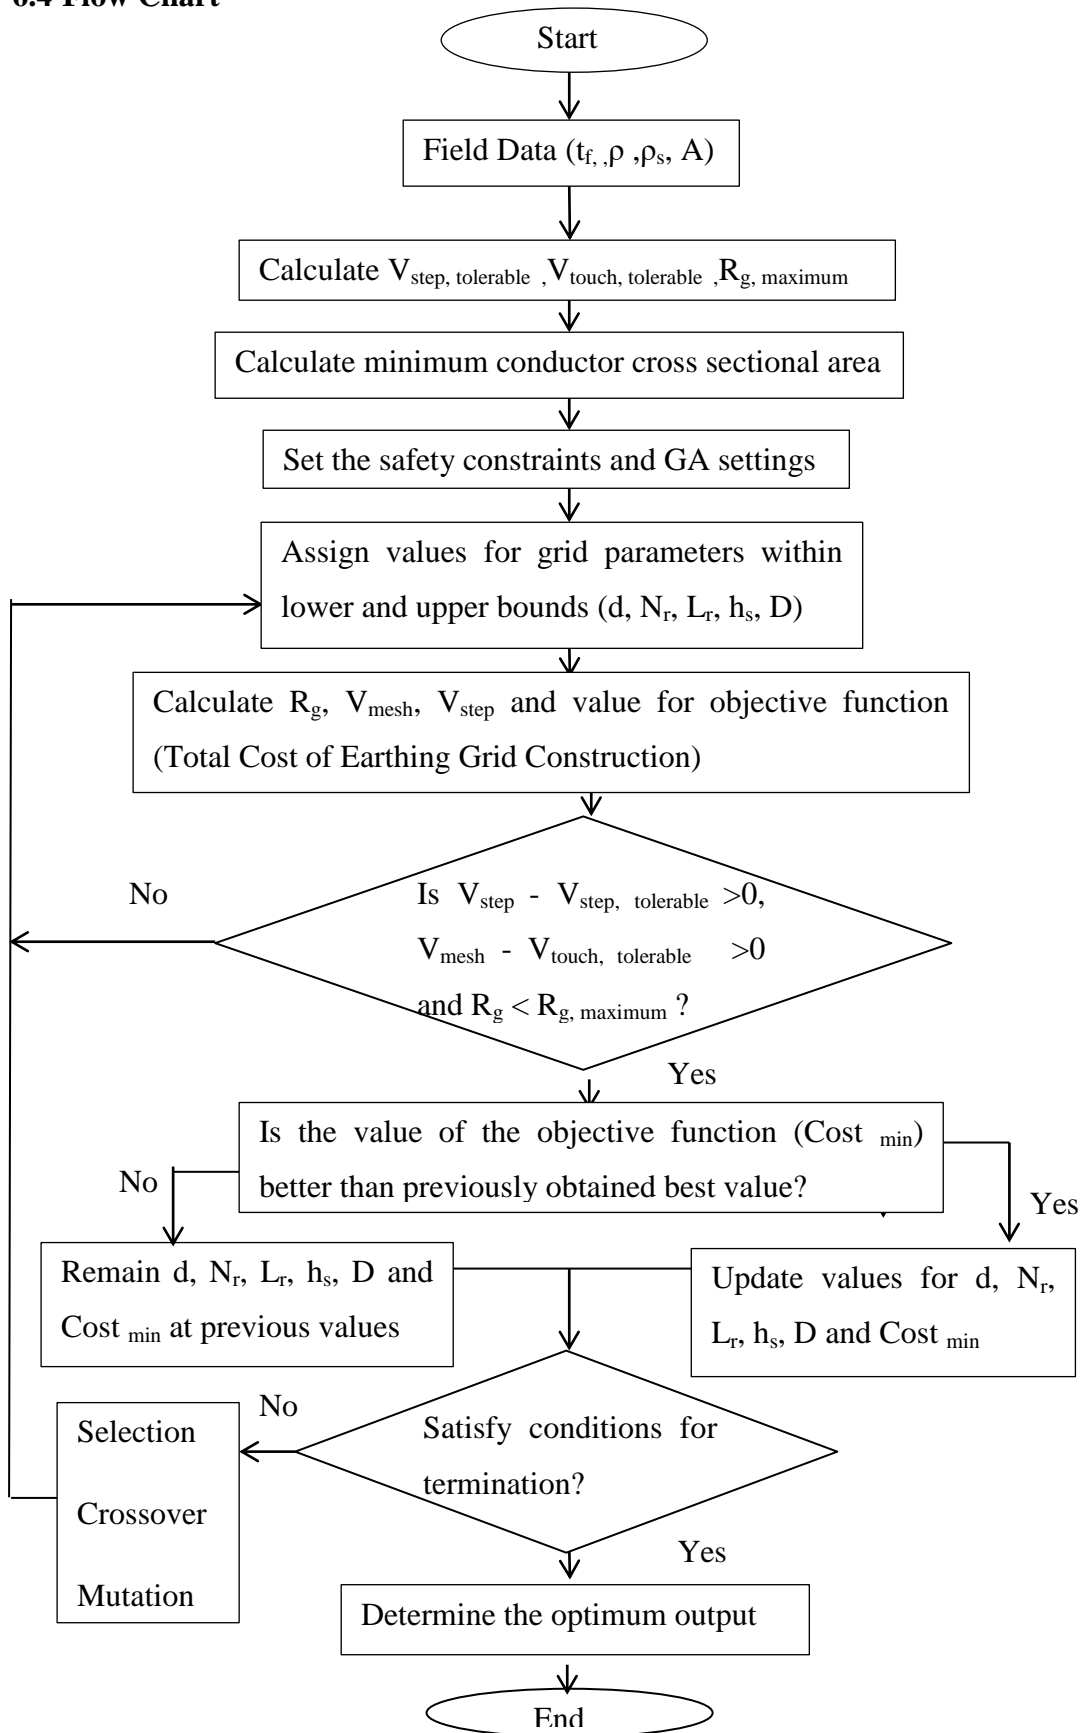 6.4 Flow Chart
Start
Field Data (tf, ,ρ ,ρs, A)
Calculate Vstep, tolerable ,Vtouch, tolerable ,Rg, maximum
Calculate minimum conductor cross sectional area
Set the safety constraints and GA settings
Assign values for grid parameters within
lower and upper bounds (d, Nr, Lr, hs, D)
Calculate Rg, Vmesh, Vstep and value for objective function
(Total Cost of Earthing Grid Construction)
No
Is Vstep - Vstep, tolerable >0,
Vmesh - Vtouch, tolerable >0
and Rg < Rg, maximum ?
Yes
Is the value of the objective function (Cost min)
better than previously obtained best value?
No
Yes
Remain d, Nr, Lr, hs, D and
Cost min at previous values
Update values for d, Nr,
Lr, hs, D and Cost min
No
Satisfy conditions for
termination?
Selection
Crossover
Mutation
Yes
Determine the optimum output
End